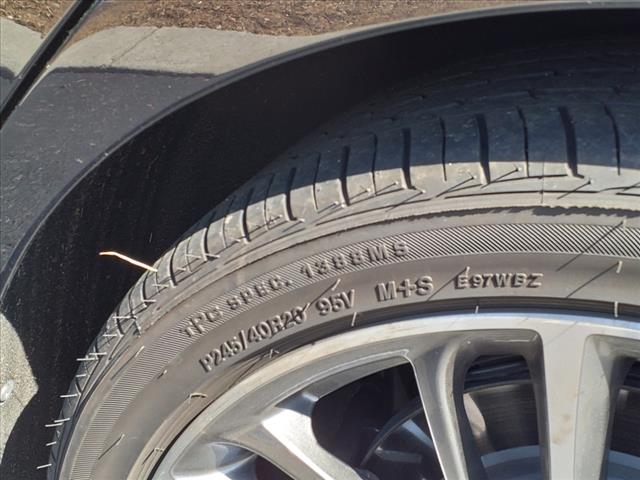 TPC SPEC. 1388MS
P245/40R20 95V M+S E97WBZ